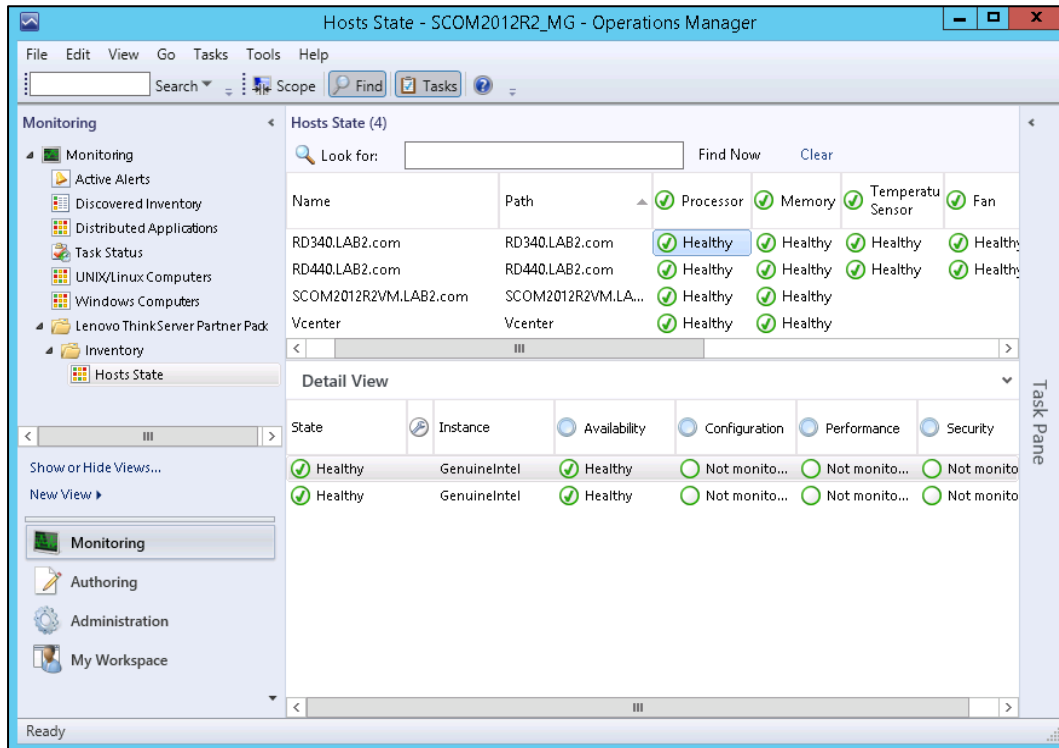 Hosts State - SCOM2012R2_MG - Operations Manager
File Edit View Go Tasks Tools Help
Search Scope Find Tasks
Monitoring
Monitoring
Active Alerts
Discovered Inventory
Distributed Applications
Task Status
UNIX/Linux Computers
Windows Computers
Lenovo ThinkServer Partner Pack
Inventory
Hosts State
Show or Hide Views...
New View
Monitoring
Authoring
Administration
My Workspace
Hosts State (4)
Look for: Find Now Clear
Name Path Processor Memory Temperatu Sensor Fan
RD340.LAB2.com RD340.LAB2.com Healthy Healthy Healthy Healthy
RD440.LAB2.com RD440.LAB2.com Healthy Healthy Healthy Healthy
SCOM2012R2VM.LAB2.com SCOM2012R2VM.LA... Healthy Healthy
Vcenter Vcenter Healthy Healthy
Detail View
State Instance Availability Configuration Performance Security
Healthy GenuineIntel Healthy Not monito... Not monito... Not monito
Healthy GenuineIntel Healthy Not monito... Not monito... Not monito
Task Pane
Ready